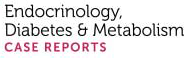 Endocrinology,
Diabetes & Metabolism
CASE REPORTS